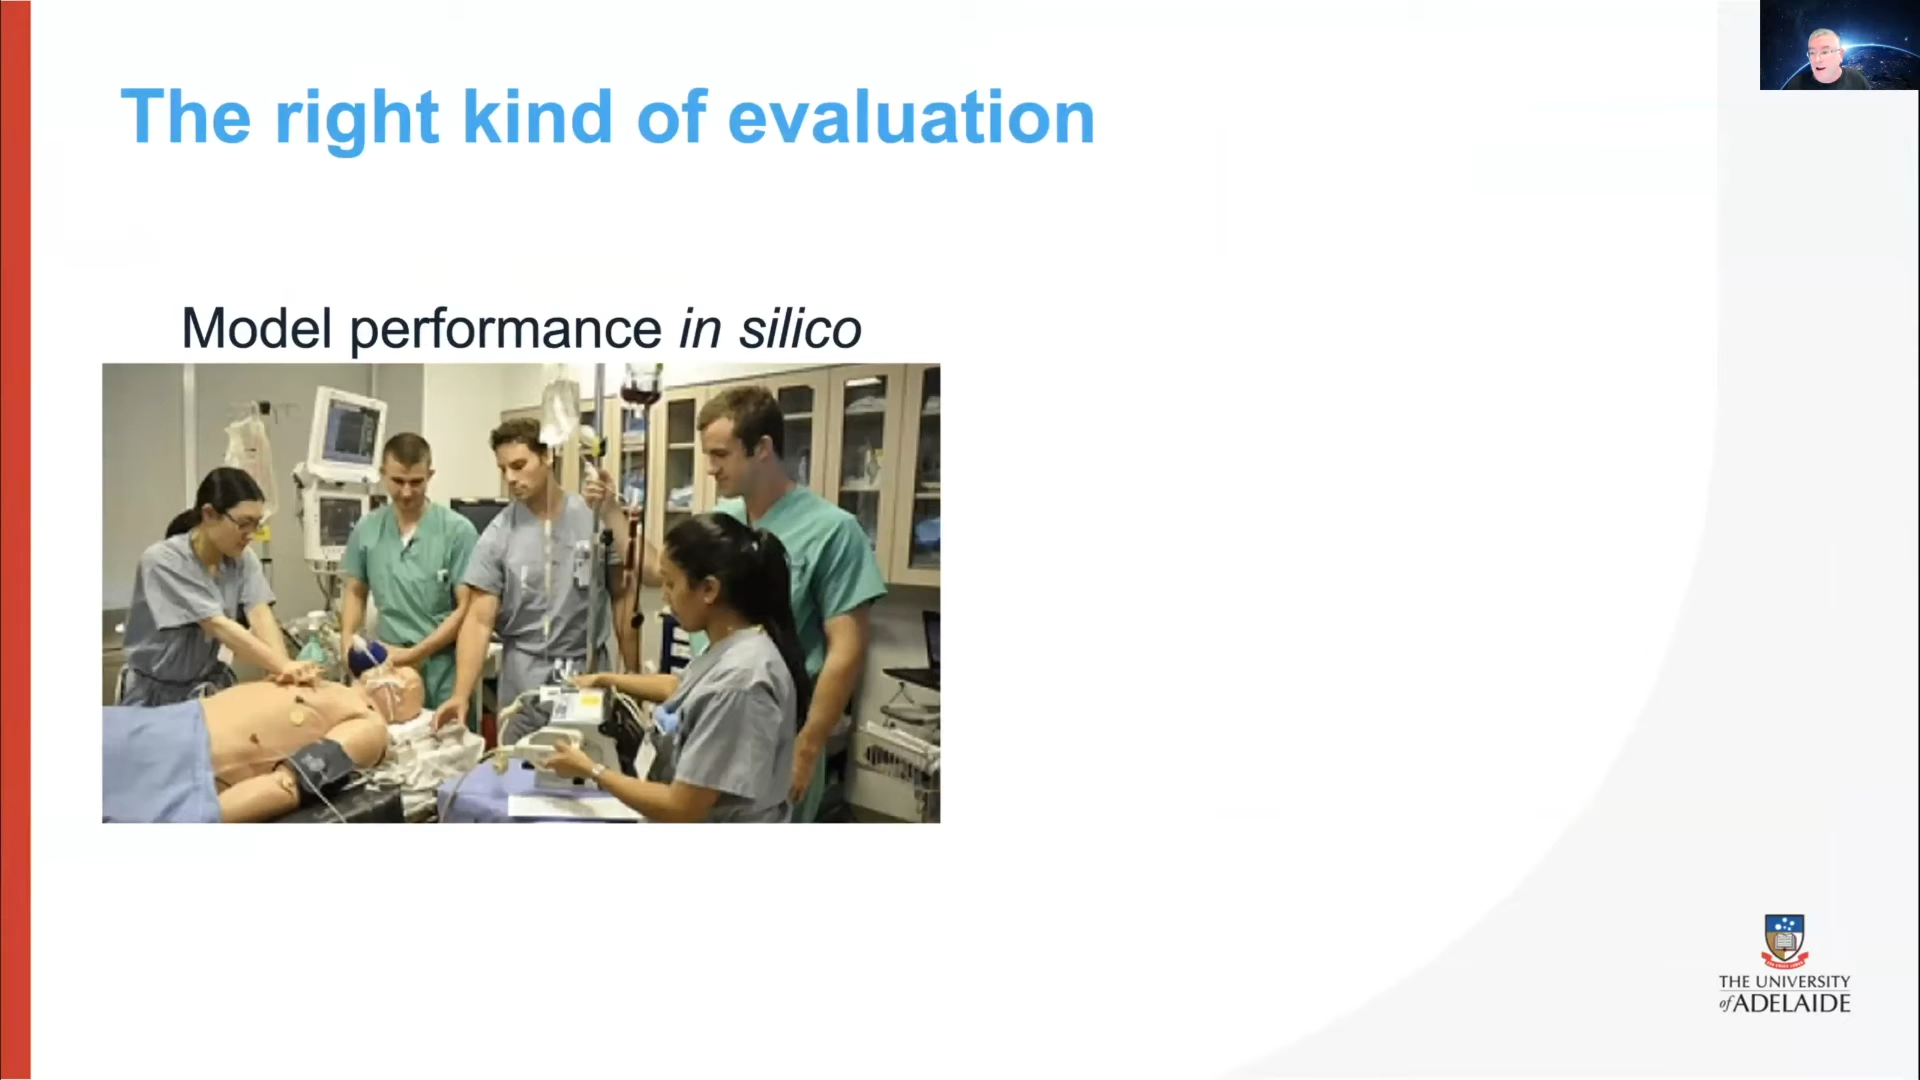 The right kind of evaluation
Model performance in silico
THE UNIVERSITY
of ADELAIDE